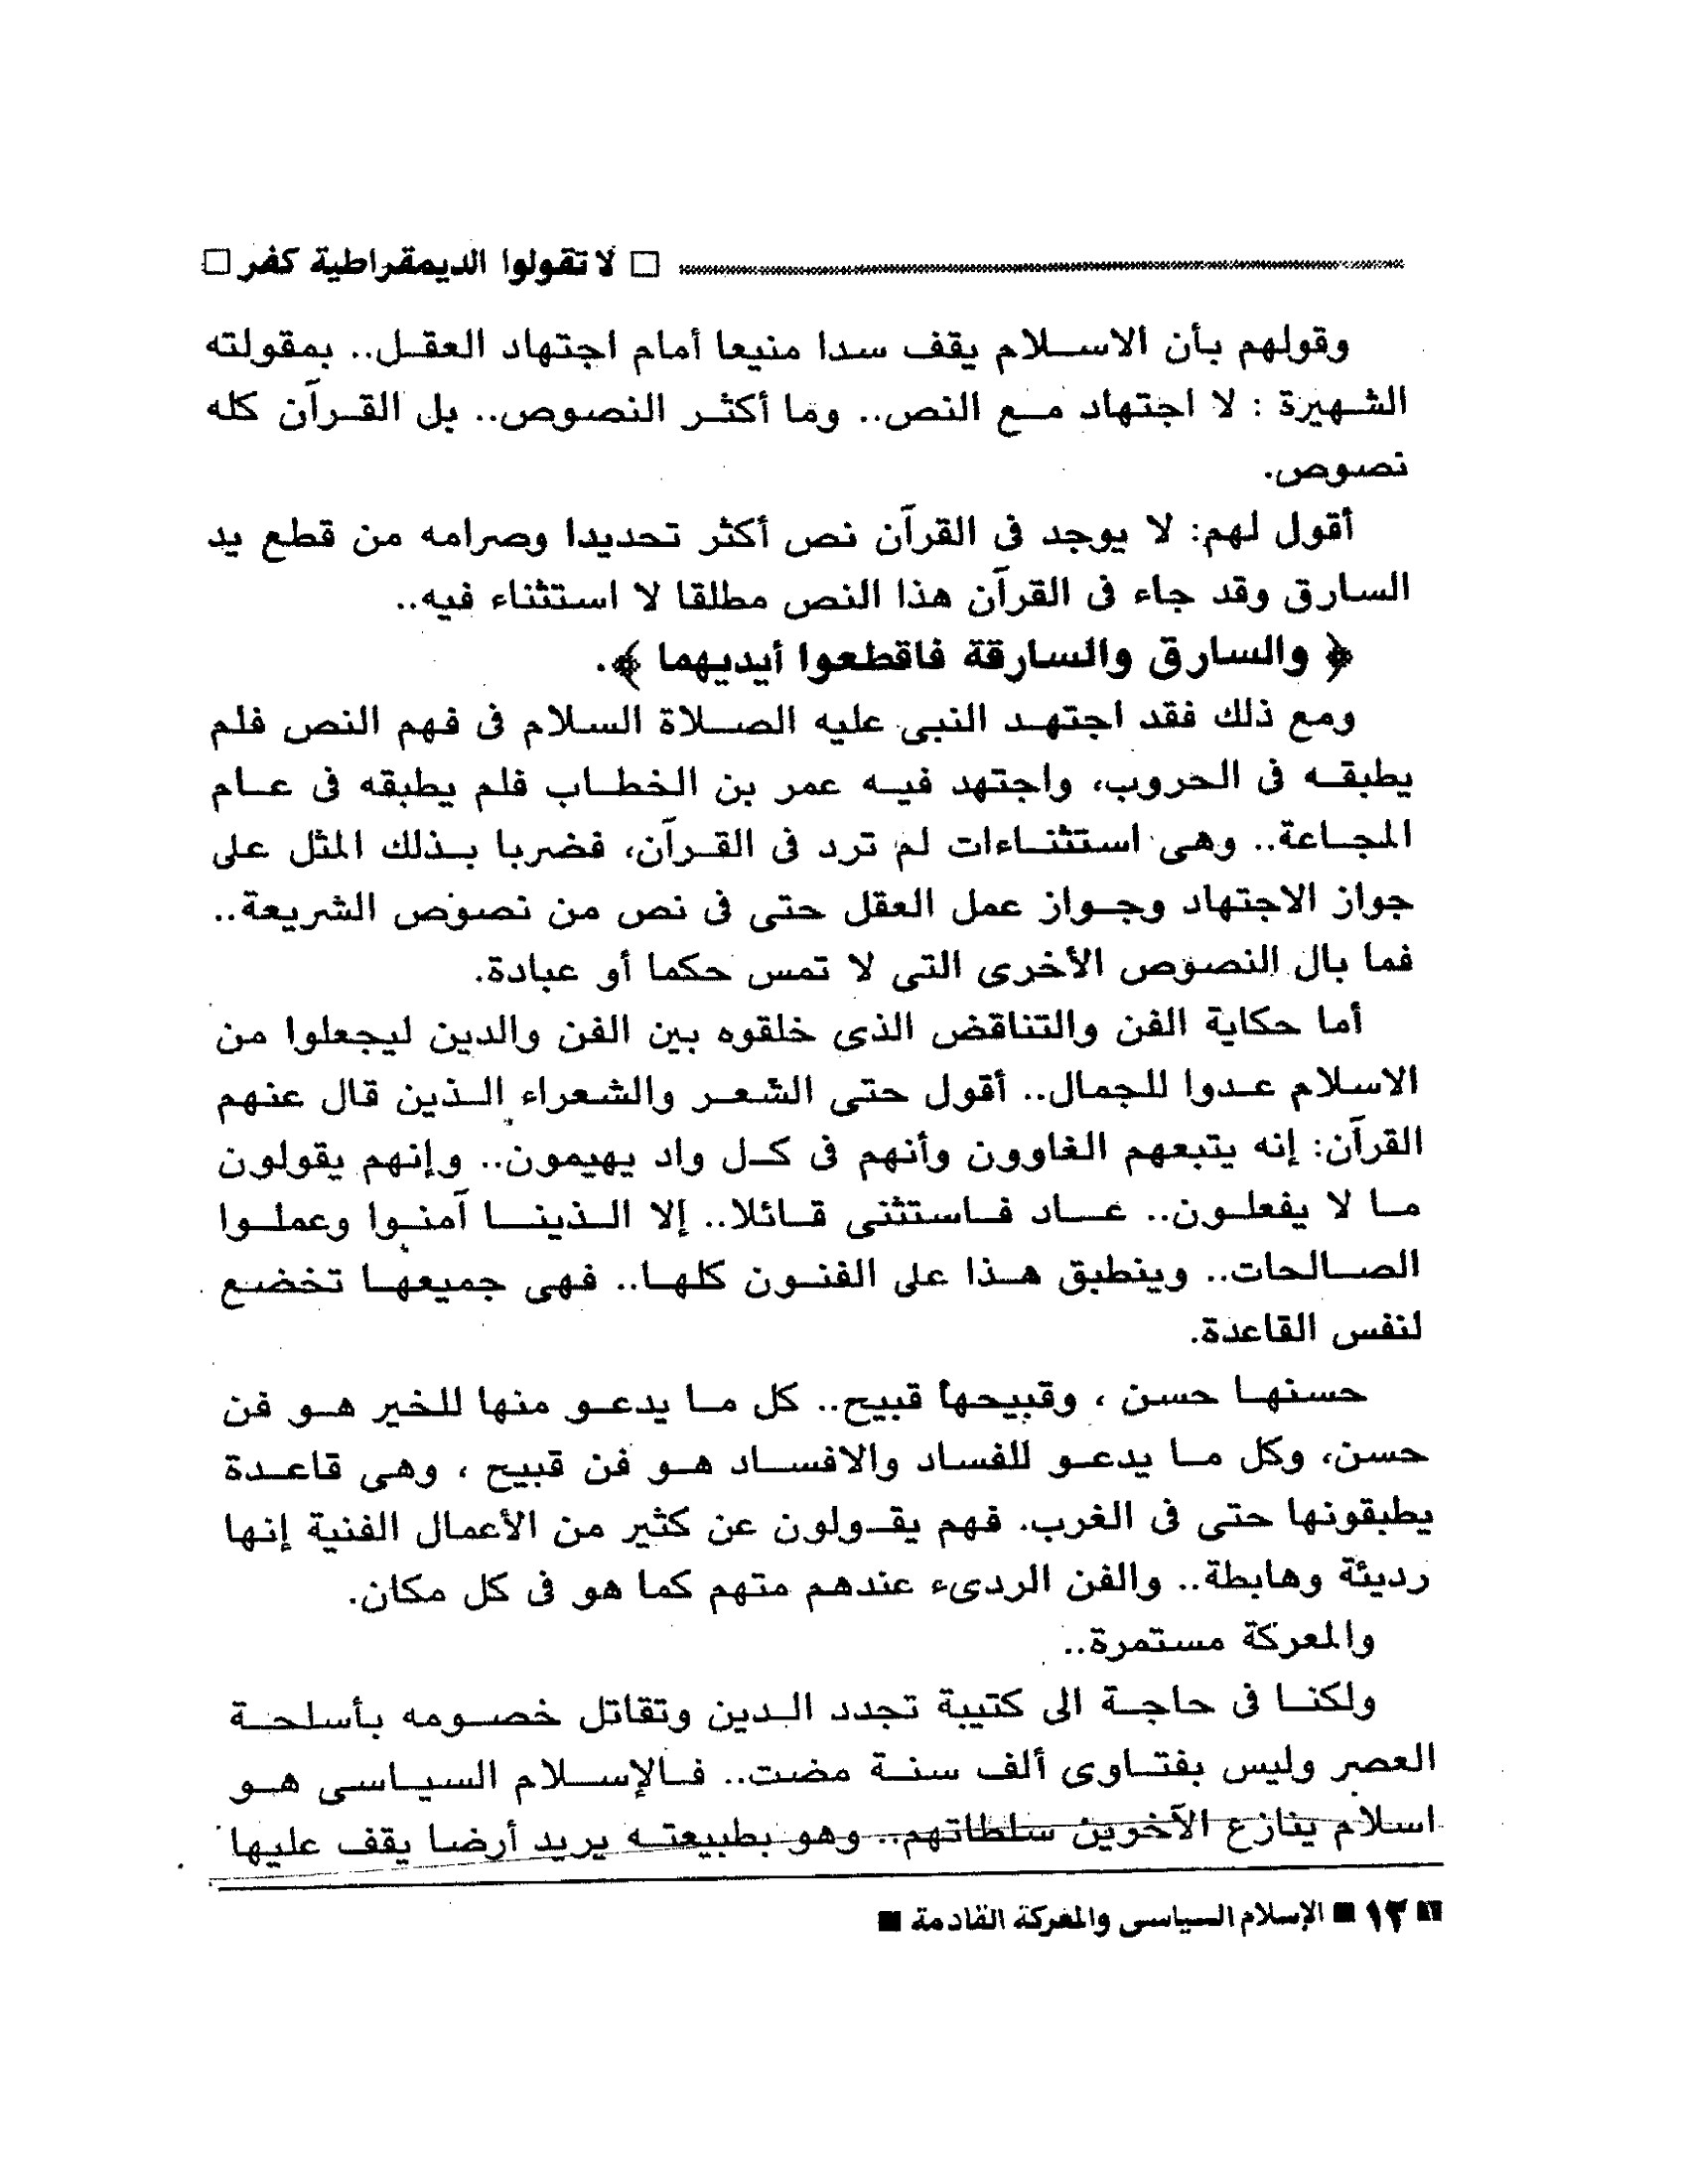 □ لا تقولوا الديمقراطية كفر □
وقولهم بأن الاسلام يقف سدا منيعا أمام اجتهاد العقل.. بمقولته
الشهيرة : لا اجتهاد مع النص.. وما أكثر النصوص.. بل القرآن كله
نصوص.
أقول لهم: لا يوجد فى القرآن نص أكثر تحديدا وصرامه من قطع يد
السارق وقد جاء فى القرآن هذا النص مطلقا لا استثناء فيه..
﴿ والسارق والسارقة فاقطعوا أيديهما ﴾.
ومع ذلك فقد اجتهد النبى عليه الصلاة السلام فى فهم النص فلم
يطبقه فى الحروب، واجتهد فيه عمر بن الخطاب فلم يطبقه فى عام
المجاعة.. وهى استثناءات لم ترد فى القرآن، فضربا بذلك المثل على
جواز الاجتهاد وجواز عمل العقل حتى فى نص من نصوص الشريعة..
فما بال النصوص الأخرى التى لا تمس حكما أو عبادة.
أما حكاية الفن والتناقض الذى خلقوه بين الفن والدين ليجعلوا من
الاسلام عدوا للجمال.. أقول حتى الشعر والشعراء الذين قال عنهم
القرآن: إنه يتبعهم الغاوون وأنهم فى كل واد يهيمون.. وإنهم يقولون
ما لا يفعلون.. عاد فاستثنى قائلا.. إلا الذينا آمنوا وعملوا
الصالحات.. وينطبق هذا على الفنون كلها.. فهى جميعها تخضع
لنفس القاعدة.
حسنها حسن ، وقبيحها قبيح.. كل ما يدعو منها للخير هو فن
حسن، وكل ما يدعو للفساد والافساد هو فن قبيح ، وهى قاعدة
يطبقونها حتى فى الغرب. فهم يقولون عن كثير من الأعمال الفنية إنها
رديئة وهابطة.. والفن الردىء عندهم متهم كما هو فى كل مكان.
والمعركة مستمرة..
ولكنا فى حاجة الى كتيبة تجدد الدين وتقاتل خصومه بأسلحة
العصر وليس بفتاوى ألف سنة مضت.. فالإسلام السياسى هو
اسلام ينازع الآخرين سلطاتهم.. وهو بطبيعته يريد أرضا يقف عليها
■ ١٣ ■ الإسلام السياسى والمعركة القادمة ■